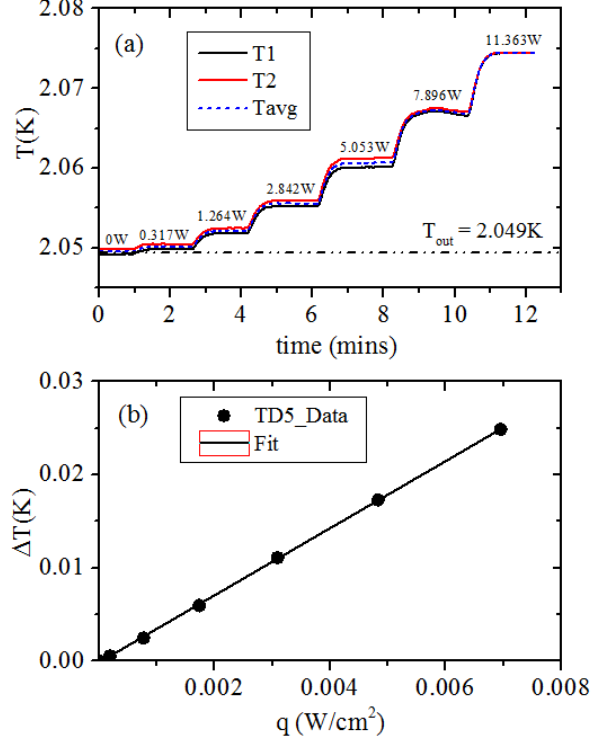 2.08
(a)
T1
T2
Tavg
11.363W
7.896W
2.07
T(K)
5.053W
2.06
2.842W
1.264W
0.317W
0W
T_out = 2.049K
2.05
0 2 4 6 8 10 12
time (mins)
0.03
(b)
TD5_Data
Fit
0.02
ΔT(K)
0.01
0.00
0.002 0.004 0.006 0.008
q (W/cm²)